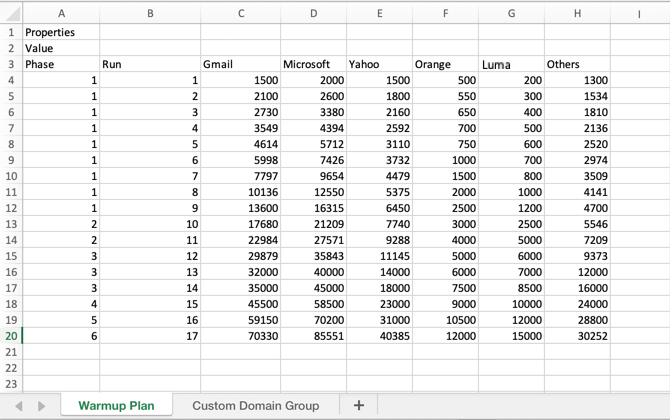 A B C D E F G H I
1 Properties
2 Value
3 Phase Run Gmail Microsoft Yahoo Orange Luma Others
4 1 1 1500 2000 1500 500 200 1300
5 1 2 2100 2600 1800 550 300 1534
6 1 3 2730 3380 2160 650 400 1810
7 1 4 3549 4394 2592 700 500 2136
8 1 5 4614 5712 3110 750 600 2520
9 1 6 5998 7426 3732 1000 700 2974
10 1 7 7797 9654 4479 1500 800 3509
11 1 8 10136 12550 5375 2000 1000 4141
12 1 9 13600 16315 6450 2500 1200 4700
13 2 10 17680 21209 7740 3000 2500 5546
14 2 11 22984 27571 9288 4000 5000 7209
15 3 12 29879 35843 11145 5000 6000 9373
16 3 13 32000 40000 14000 6000 7000 12000
17 3 14 35000 45000 18000 7500 8500 16000
18 4 15 45500 58500 23000 9000 10000 24000
19 5 16 59150 70200 31000 10500 12000 28800
20 6 17 70330 85551 40385 12000 15000 30252
21
22
23
Warmup Plan Custom Domain Group +